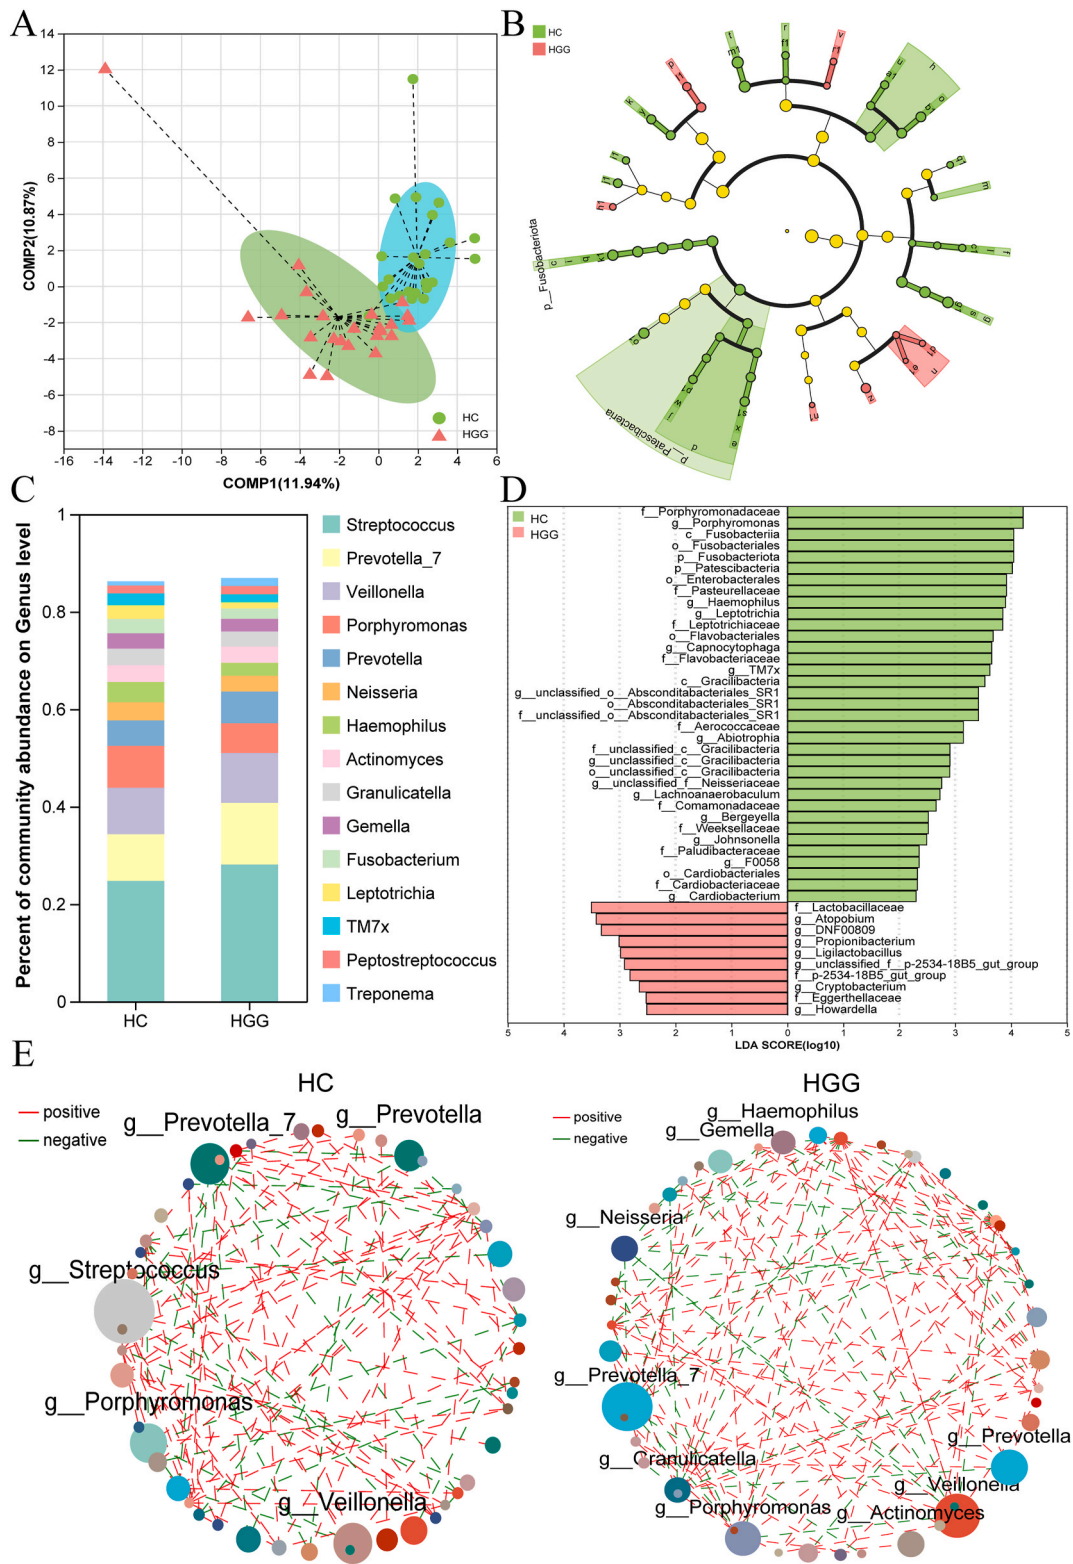 A
14
12
10
8
6
4
2
0
-2
-4
-6
-8
-16
-14
-12
-10
-8
-6
-4
-2
0
2
4
6
COMP2(10.87%)
COMP1(11.94%)
HC
HGG
B
HC
HGG
p__Fusobacteriota
p__Patescibacteria
C
Percent of community abundance on Genus level
1
0.8
0.6
0.4
0.2
0
HC
HGG
Streptococcus
Prevotella_7
Veillonella
Porphyromonas
Prevotella
Neisseria
Haemophilus
Actinomyces
Granulicatella
Gemella
Fusobacterium
Leptotrichia
TM7x
Peptostreptococcus
Treponema
D
HC
HGG
f__Porphyromonadaceae
g__Porphyromonas
c__Fusobacteriia
o__Fusobacteriales
p__Fusobacteriota
p__Patescibacteria
o__Enterobacterales
f__Pasteurellaceae
g__Haemophilus
g__Leptotrichia
f__Leptotrichiaceae
o__Flavobacteriales
g__Capnocytophaga
f__Flavobacteriaceae
g__TM7x
c__Gracilibacteria
g__unclassified_o__Absconditabacteriales_SR1
o__Absconditabacteriales_SR1
f__unclassified_o__Absconditabacteriales_SR1
f__Aerococcaceae
g__Abiotrophia
f__unclassified_c__Gracilibacteria
g__unclassified_c__Gracilibacteria
o__unclassified_c__Gracilibacteria
g__unclassified_f__Neisseriaceae
g__Lachnoanaerobaculum
f__Comamonadaceae
g__Bergeyella
f__Weeksellaceae
g__Johnsonella
f__Paludibacteraceae
g__F0058
o__Cardiobacteriales
f__Cardiobacteriaceae
g__Cardiobacterium
f__Lactobacillaceae
g__Atopobium
g__DNF00809
g__Propionibacterium
g__Ligilactobacillus
g__unclassified_f__p-2534-18B5_gut_group
f__p-2534-18B5_gut_group
g__Cryptobacterium
f__Eggerthellaceae
g__Howardella
5 4 3 2 1 0 1 2 3 4 5
LDA SCORE(log10)
E
HC
positive
negative
g__Prevotella_7
g__Prevotella
g__Streptococcus
g__Porphyromonas
g__Veillonella
HGG
positive
negative
g__Haemophilus
g__Gemella
g__Neisseria
g__Prevotella_7
g__Granulicatella
g__Porphyromonas
g__Prevotella
g__Veillonella
g__Actinomyces